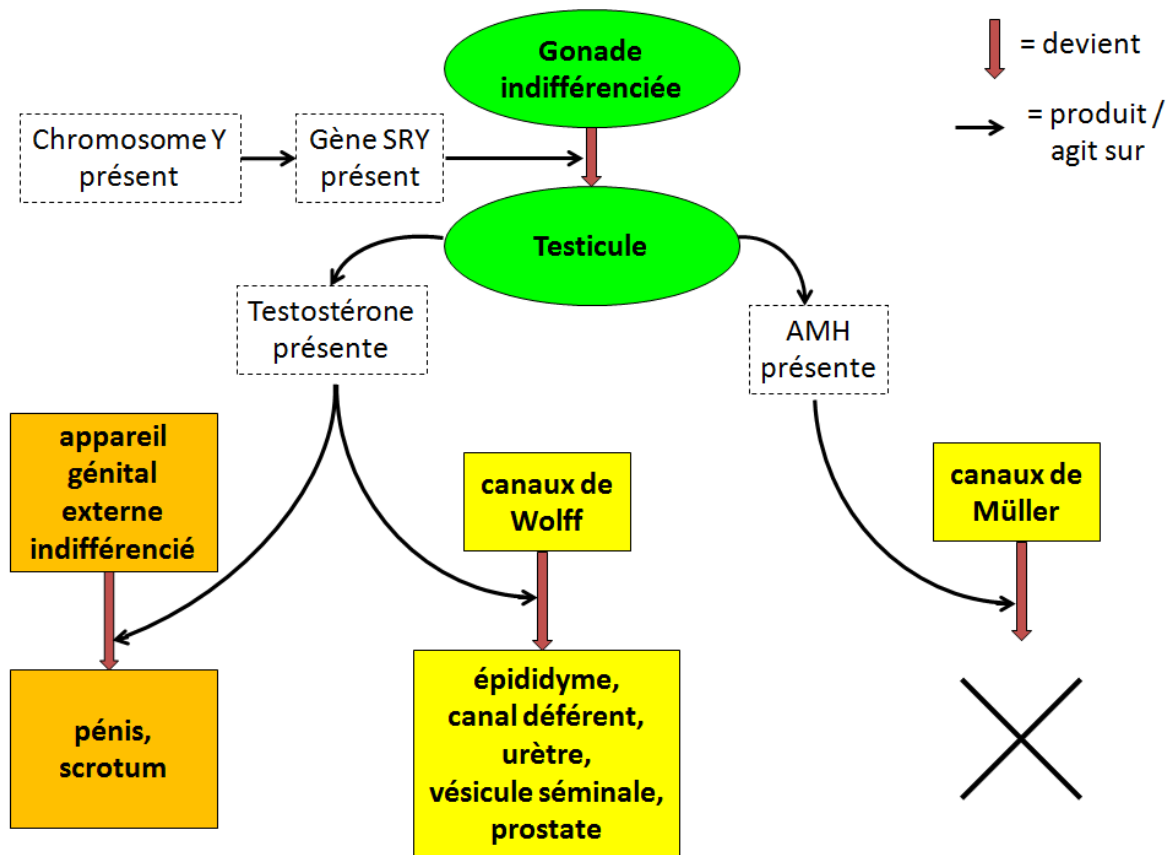 Gonade
indifférenciée
= devient
= produit /
agit sur
Chromosome Y
présent
Gène SRY
présent
Testicule
Testostérone
présente
AMH
présente
appareil
génital
externe
indifférencié
canaux de
Wolff
canaux de
Müller
pénis,
scrotum
épididyme,
canal déférent,
urètre,
vésicule séminale,
prostate